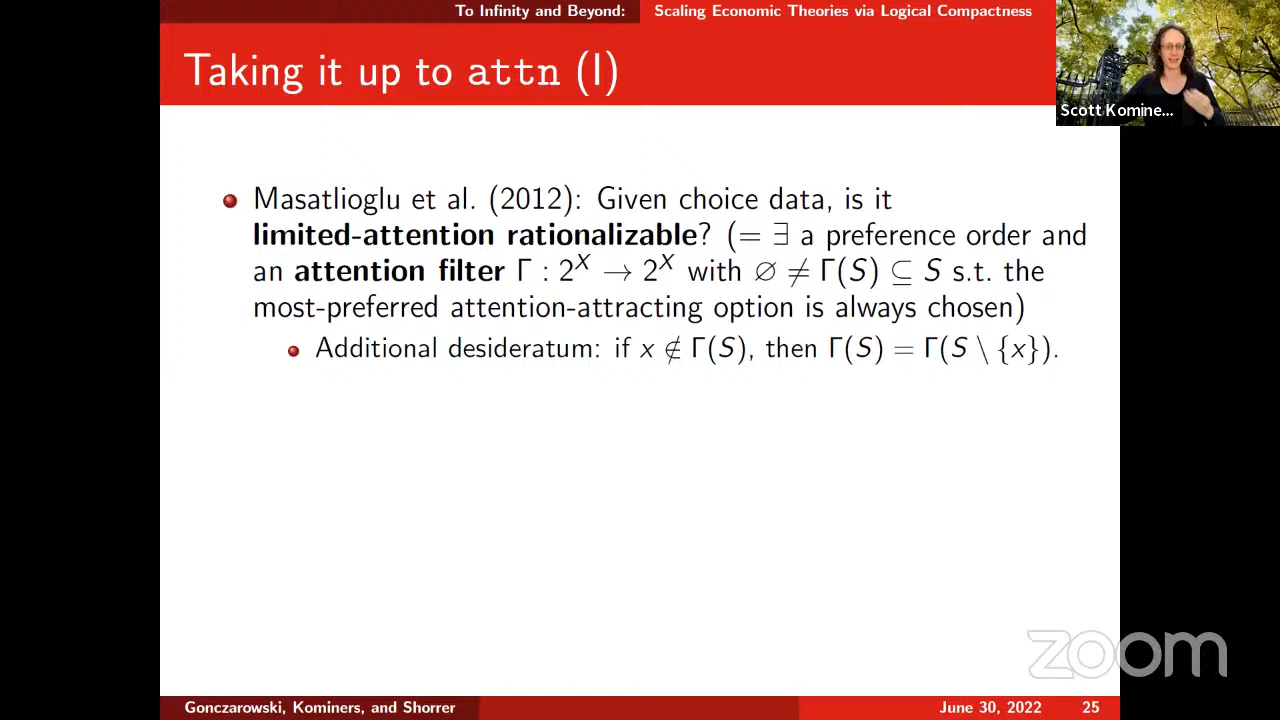 To Infinity and Beyond: Scaling Economic Theories via Logical Compactness
Taking it up to attn (I)
Scott Komine...
Masatlioglu et al. (2012): Given choice data, is it
limited-attention rationalizable? (= ∃ a preference order and
an attention filter Γ : 2^X → 2^X with ∅ ≠ Γ(S) ⊆ S s.t. the
most-preferred attention-attracting option is always chosen)
Additional desideratum: if x ∉ Γ(S), then Γ(S) = Γ(S \ {x}).
zoom
Gonczarowski, Kominers, and Shorrer June 30, 2022 25